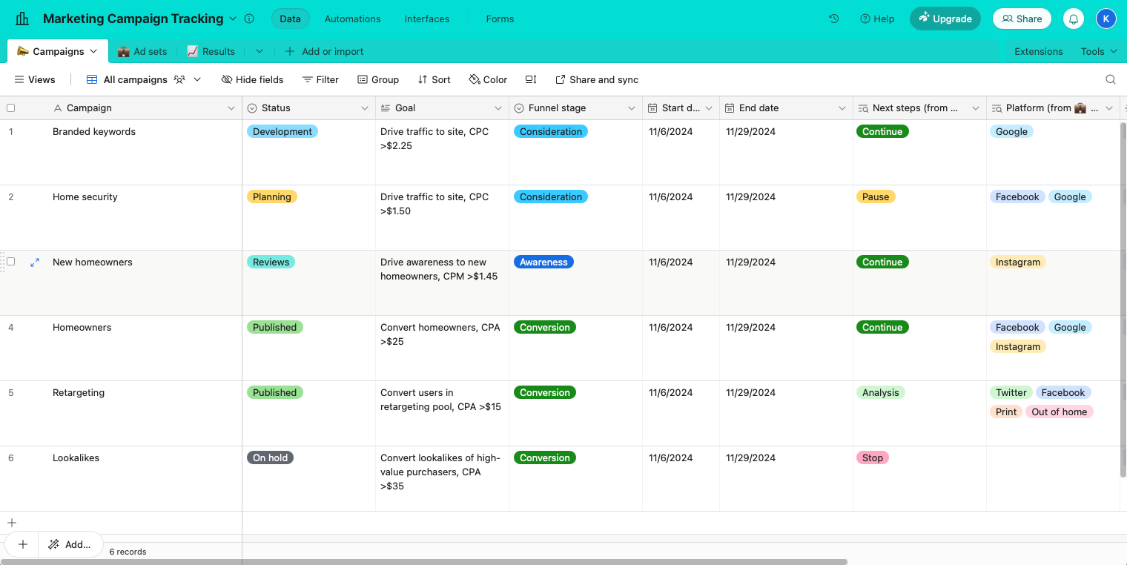 Marketing Campaign Tracking
Data
Automations
Interfaces
Forms
Help
Upgrade
Share
K
Campaigns
Ad sets
Results
Add or import
Extensions
Tools
Views
All campaigns
Hide fields
Filter
Group
Sort
Color
Share and sync
Campaign
Status
Goal
Funnel stage
Start d...
End date
Next steps (from ...
Platform (from 💼 ...
1
Branded keywords
Development
Drive traffic to site, CPC
>$2.25
Consideration
11/6/2024
11/29/2024
Continue
Google
2
Home security
Planning
Drive traffic to site, CPC
>$1.50
Consideration
11/6/2024
11/29/2024
Pause
Facebook Google
New homeowners
Reviews
Drive awareness to new
homeowners, CPM >$1.45
Awareness
11/6/2024
11/29/2024
Continue
Instagram
4
Homeowners
Published
Convert homeowners, CPA
>$25
Conversion
11/6/2024
11/29/2024
Continue
Facebook Google
Instagram
5
Retargeting
Published
Convert users in
retargeting pool, CPA >$15
Conversion
11/6/2024
11/29/2024
Analysis
Twitter Facebook
Print Out of home
6
Lookalikes
On hold
Convert lookalikes of high-
value purchasers, CPA
>$35
Conversion
11/6/2024
11/29/2024
Stop
Add...
6 records